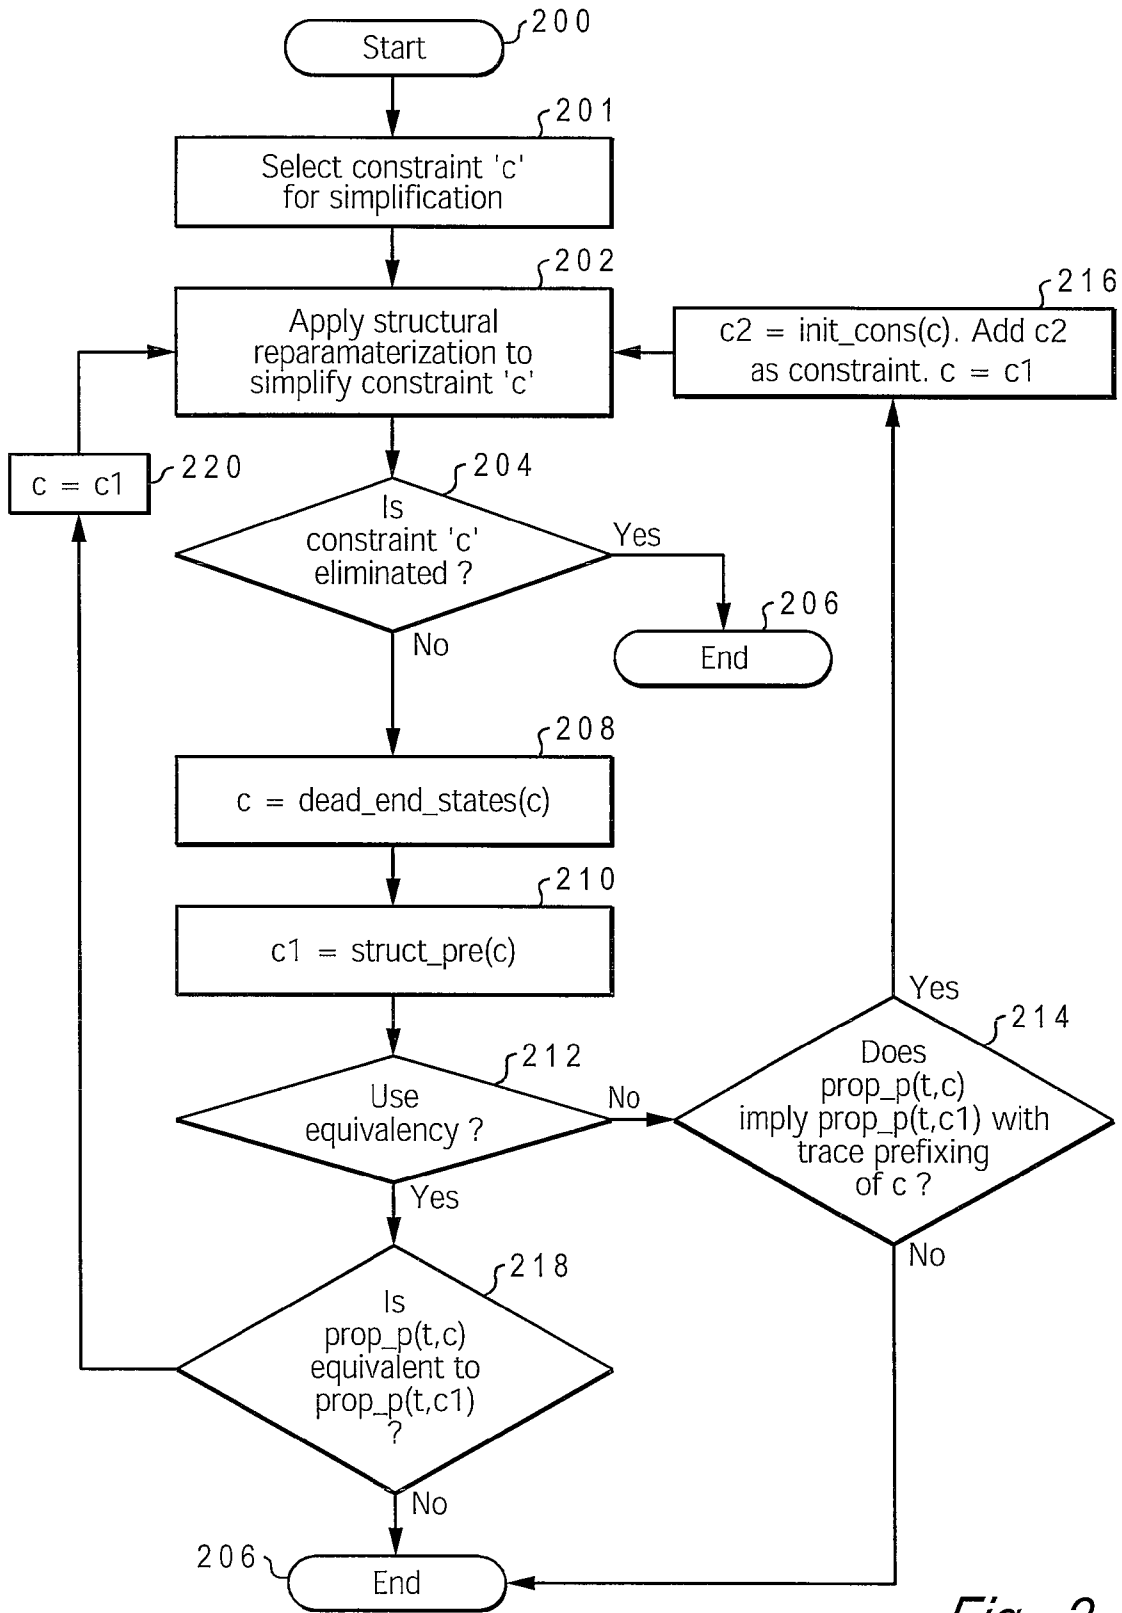 200
Start
201
Select constraint 'c'
for simplification
202
Apply structural
reparamaterization to
simplify constraint 'c'
216
c2 = init_cons(c). Add c2
as constraint. c = c1
c = c1
220
204
Is
constraint 'c'
eliminated ?
Yes
No
206
End
208
c = dead_end_states(c)
210
c1 = struct_pre(c)
212
Use
equivalency ?
No
Yes
214
Does
prop_p(t,c)
imply prop_p(t,c1) with
trace prefixing
of c ?
Yes
No
218
Is
prop_p(t,c)
equivalent to
prop_p(t,c1)
?
No
206
End